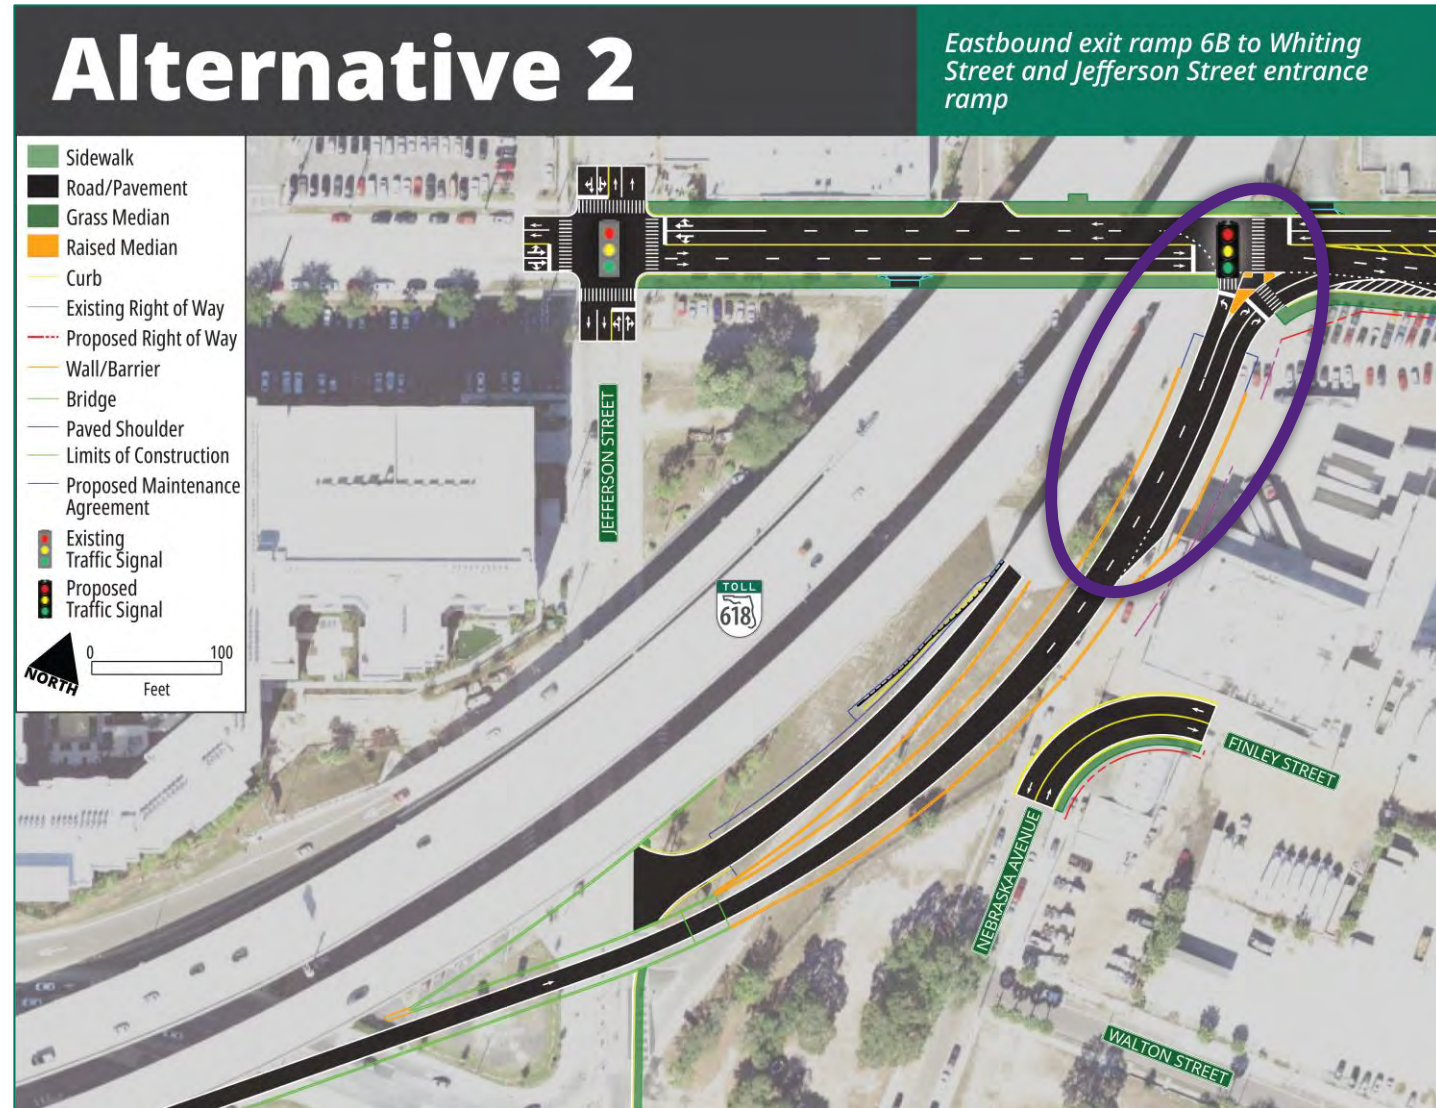 Alternative 2
Eastbound exit ramp 6B to Whiting
Street and Jefferson Street entrance
ramp
Sidewalk
Road/Pavement
Grass Median
Raised Median
Curb
Existing Right of Way
Proposed Right of Way
Wall/Barrier
Bridge
Paved Shoulder
Limits of Construction
Proposed Maintenance
Agreement
Existing
Traffic Signal
Proposed
Traffic Signal
NORTH
0 100
Feet
JEFFERSON STREET
TOLL
618
FINLEY STREET
NEBRASKA AVENUE
WALTON STREET